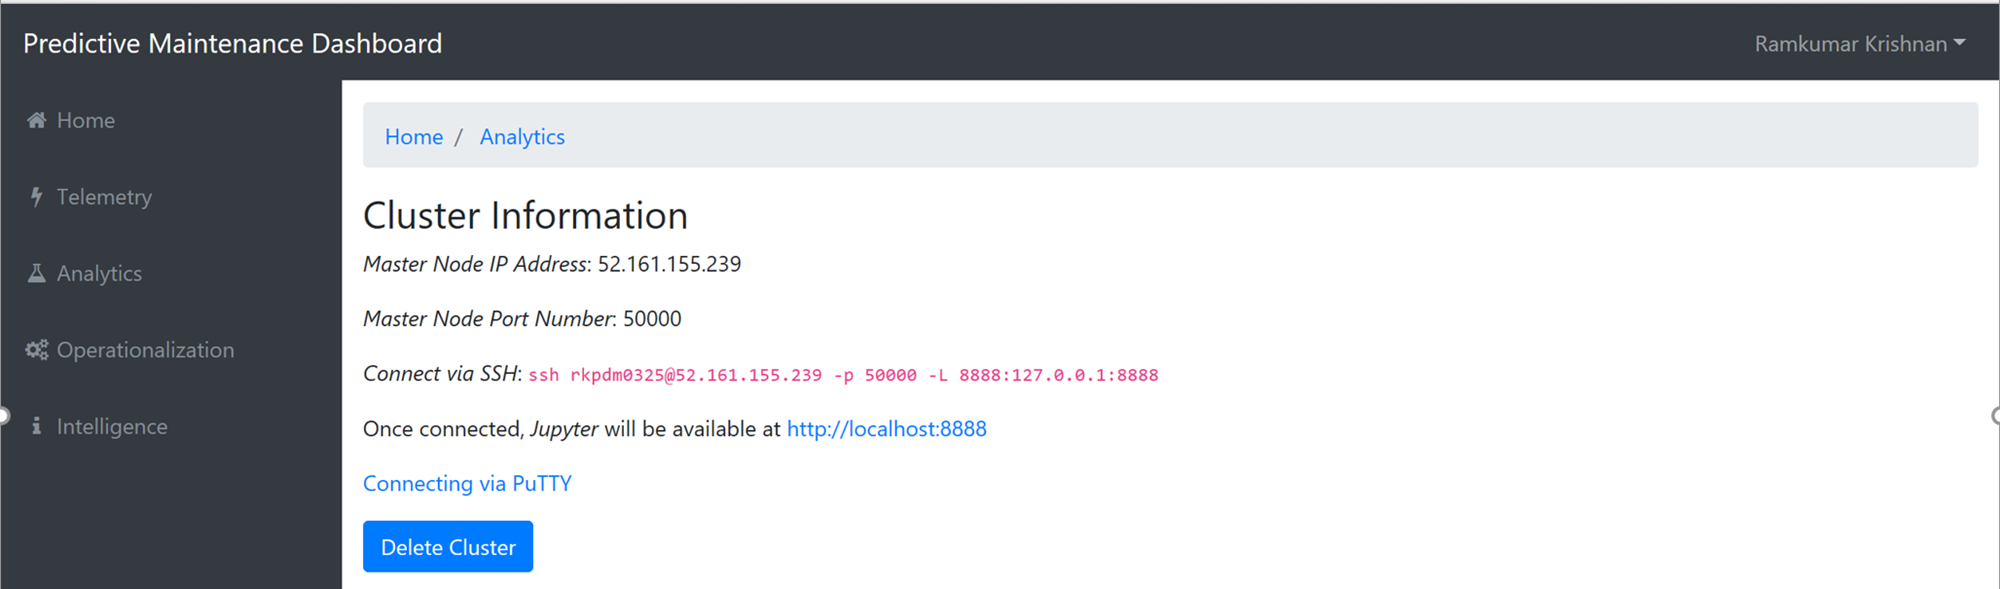 Predictive Maintenance Dashboard
Ramkumar Krishnan
Home
Telemetry
Analytics
Operationalization
Intelligence
Home / Analytics
Cluster Information
Master Node IP Address: 52.161.155.239
Master Node Port Number: 50000
Connect via SSH: ssh rkpdm0325@52.161.155.239 -p 50000 -L 8888:127.0.0.1:8888
Once connected, Jupyter will be available at http://localhost:8888
Connecting via PuTTY
Delete Cluster